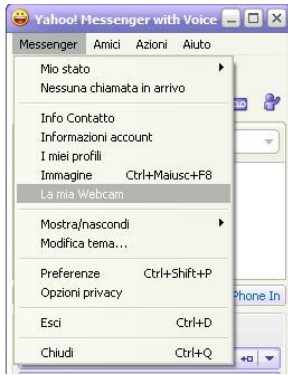 Yahoo! Messenger with Voice
Messenger Amici Azioni Aiuto
Mio stato
Nessuna chiamata in arrivo
Info Contatto
Informazioni account
I miei profili
Immagine Ctrl+Maiusc+F8
La mia Webcam
Mostra/nascondi
Modifica tema...
Preferenze Ctrl+Shift+P
Opzioni privacy
Phone In
Esci Ctrl+D
Chiudi Ctrl+Q